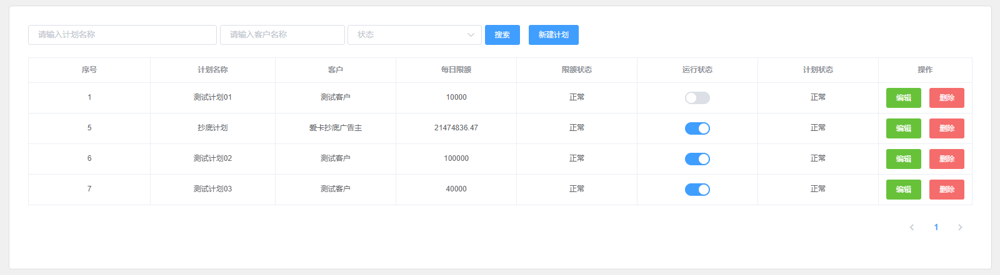 请输入计划名称 请输入客户名称 状态 搜索 新建计划
序号 计划名称 客户 每日限额 限额状态 运行状态 计划状态 操作
1 测试计划01 测试客户 10000 正常 正常 编辑 删除
5 抄底计划 爱卡抄底广告主 21474836.47 正常 正常 编辑 删除
6 测试计划02 测试客户 100000 正常 正常 编辑 删除
7 测试计划03 测试客户 40000 正常 正常 编辑 删除
1